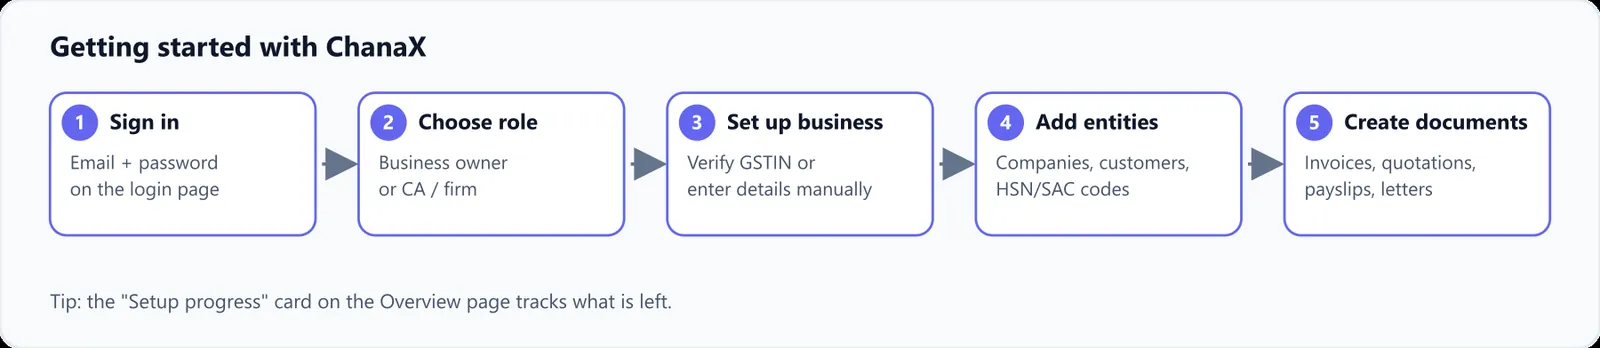 Getting started with ChanaX
1 Sign in
Email + password
on the login page
2 Choose role
Business owner
or CA / firm
3 Set up business
Verify GSTIN or
enter details manually
4 Add entities
Companies, customers,
HSN/SAC codes
5 Create documents
Invoices, quotations,
payslips, letters
Tip: the "Setup progress" card on the Overview page tracks what is left.